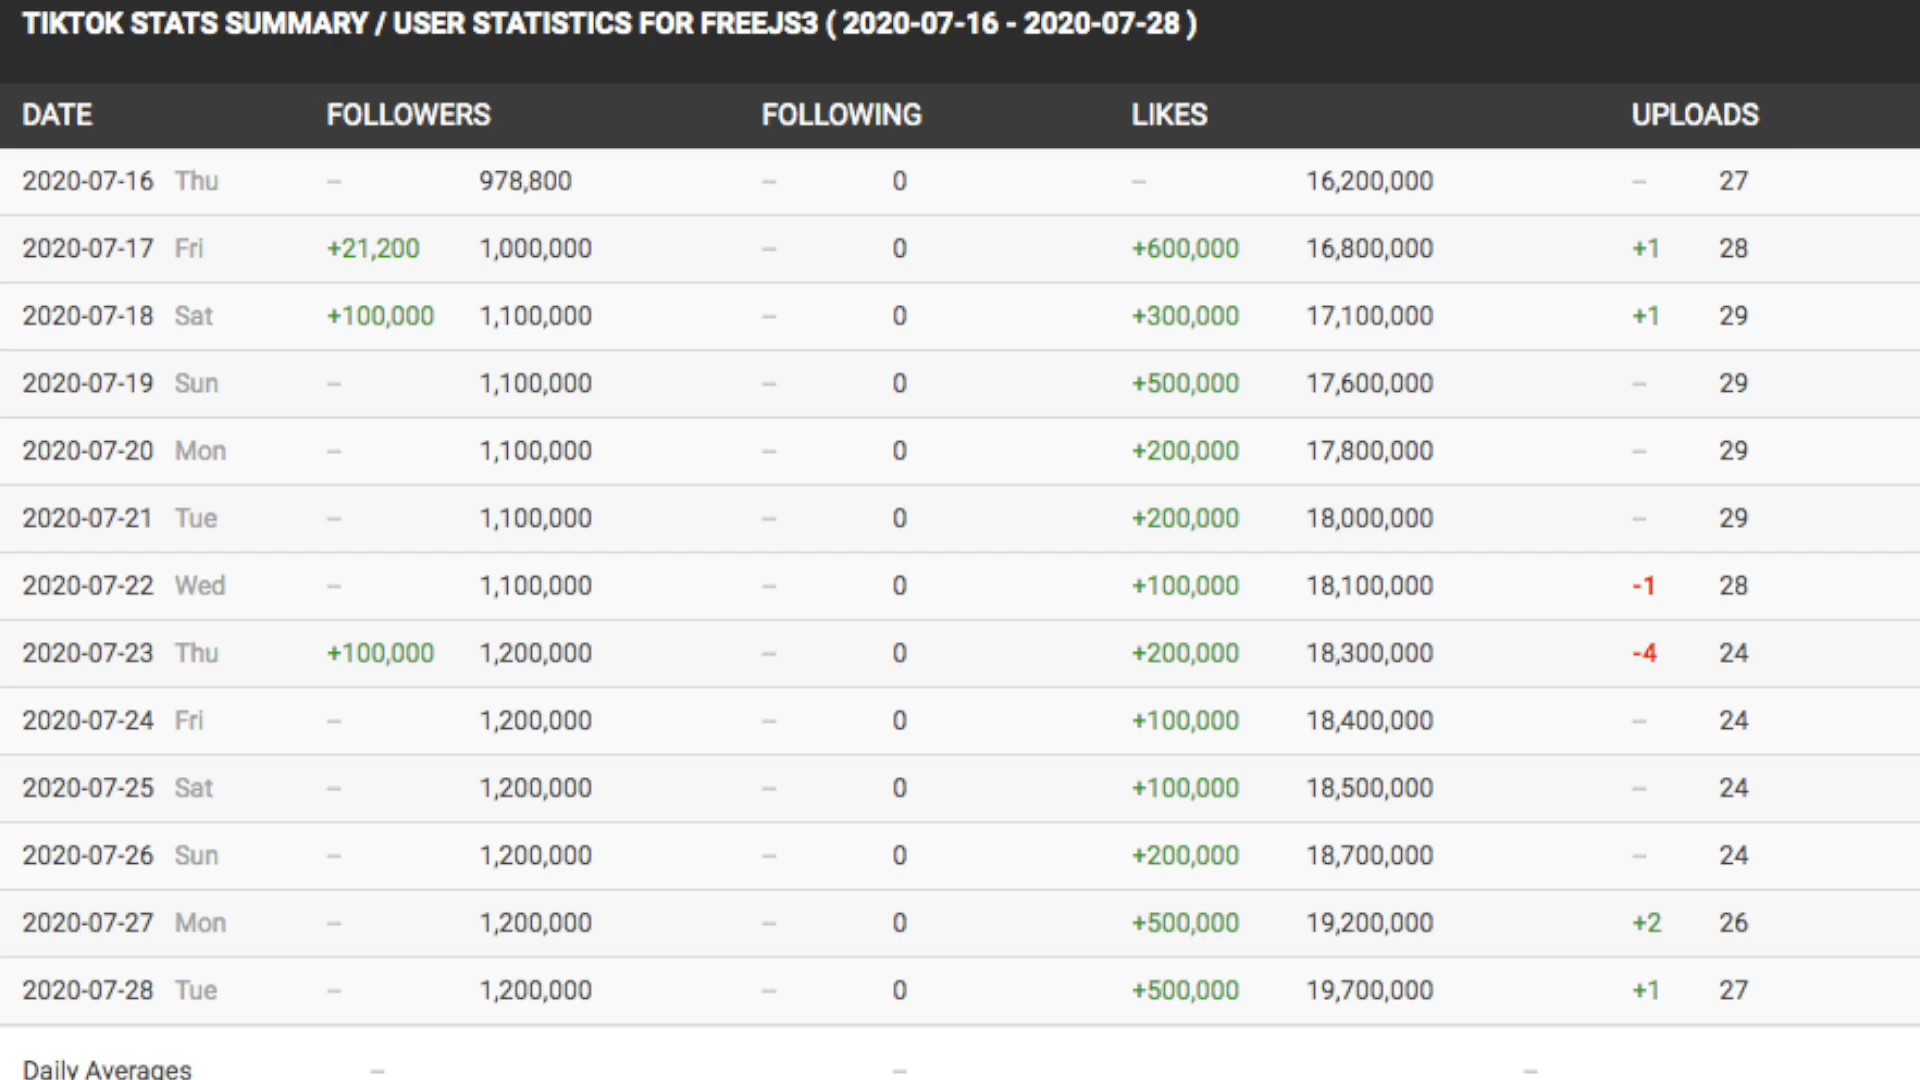 TIKTOK STATS SUMMARY / USER STATISTICS FOR FREEJS3 ( 2020-07-16 - 2020-07-28 )
DATE FOLLOWERS FOLLOWING LIKES UPLOADS
2020-07-16 Thu -- 978,800 -- 0 -- 16,200,000 -- 27
2020-07-17 Fri +21,200 1,000,000 -- 0 +600,000 16,800,000 +1 28
2020-07-18 Sat +100,000 1,100,000 -- 0 +300,000 17,100,000 +1 29
2020-07-19 Sun -- 1,100,000 -- 0 +500,000 17,600,000 -- 29
2020-07-20 Mon -- 1,100,000 -- 0 +200,000 17,800,000 -- 29
2020-07-21 Tue -- 1,100,000 -- 0 +200,000 18,000,000 -- 29
2020-07-22 Wed -- 1,100,000 -- 0 +100,000 18,100,000 -1 28
2020-07-23 Thu +100,000 1,200,000 -- 0 +200,000 18,300,000 -4 24
2020-07-24 Fri -- 1,200,000 -- 0 +100,000 18,400,000 -- 24
2020-07-25 Sat -- 1,200,000 -- 0 +100,000 18,500,000 -- 24
2020-07-26 Sun -- 1,200,000 -- 0 +200,000 18,700,000 -- 24
2020-07-27 Mon -- 1,200,000 -- 0 +500,000 19,200,000 +2 26
2020-07-28 Tue -- 1,200,000 -- 0 +500,000 19,700,000 +1 27
Daily Averages -- -- --